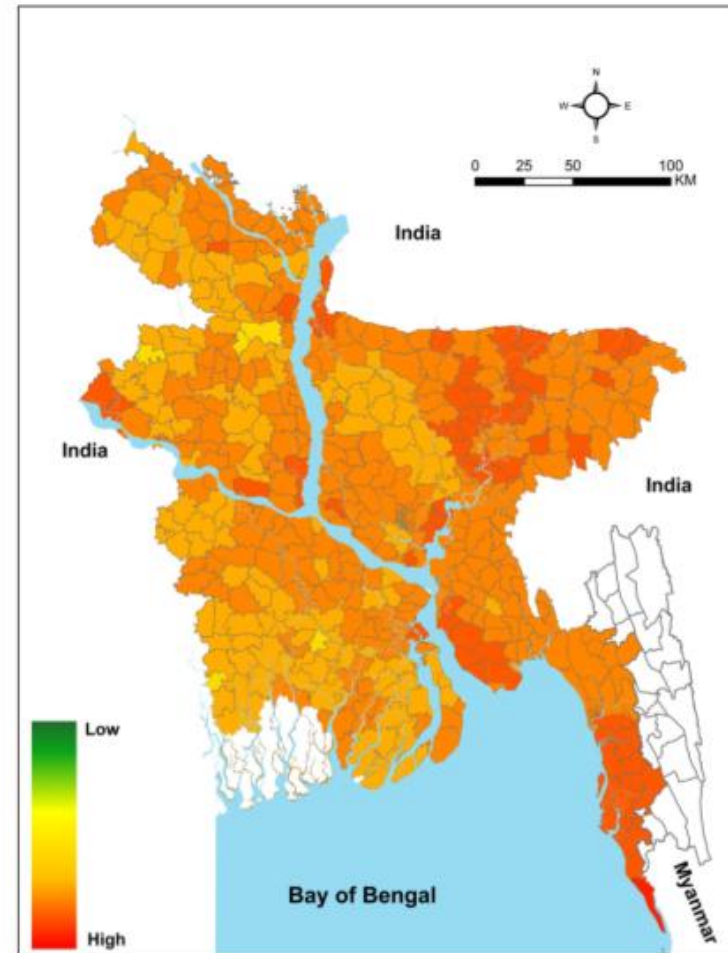 N
W E
S
0 25 50 100
KM
India
India
India
Low
High
Bay of Bengal
Myanmar